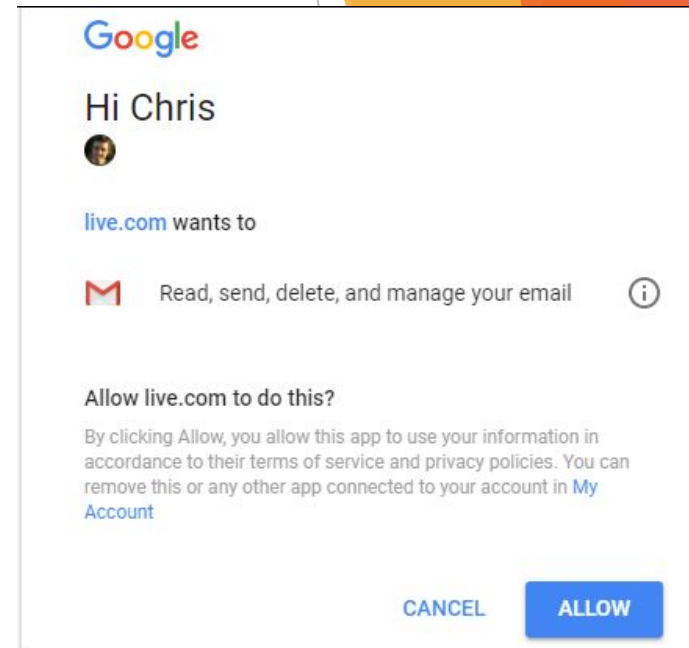 Google
Hi Chris
live.com wants to
Read, send, delete, and manage your email
Allow live.com to do this?
By clicking Allow, you allow this app to use your information in
accordance to their terms of service and privacy policies. You can
remove this or any other app connected to your account in My
Account
CANCEL ALLOW